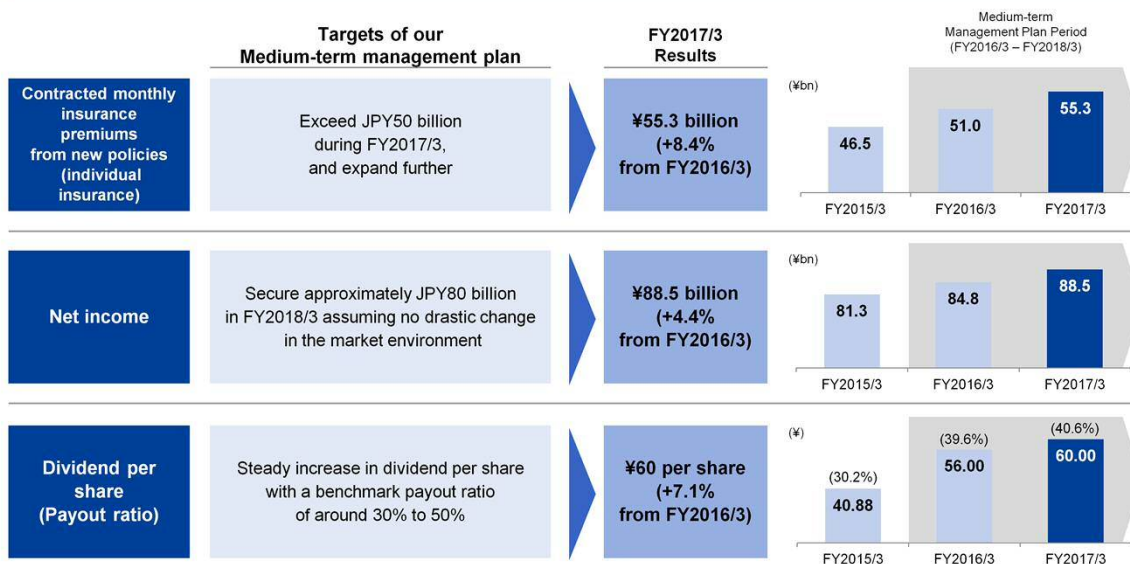 Targets of our
Medium-term management plan
FY2017/3
Results
Medium-term
Management Plan Period
(FY2016/3 – FY2018/3)
Contracted monthly
insurance
premiums
from new policies
(individual
insurance)
Exceed JPY50 billion
during FY2017/3,
and expand further
¥55.3 billion
(+8.4%
from FY2016/3)
(¥bn)
46.5
51.0
55.3
FY2015/3
FY2016/3
FY2017/3
Net income
Secure approximately JPY80 billion
in FY2018/3 assuming no drastic change
in the market environment
¥88.5 billion
(+4.4%
from FY2016/3)
(¥bn)
81.3
84.8
88.5
FY2015/3
FY2016/3
FY2017/3
Dividend per
share
(Payout ratio)
Steady increase in dividend per share
with a benchmark payout ratio
of around 30% to 50%
¥60 per share
(+7.1%
from FY2016/3)
(¥)
(30.2%)
40.88
(39.6%)
56.00
(40.6%)
60.00
FY2015/3
FY2016/3
FY2017/3